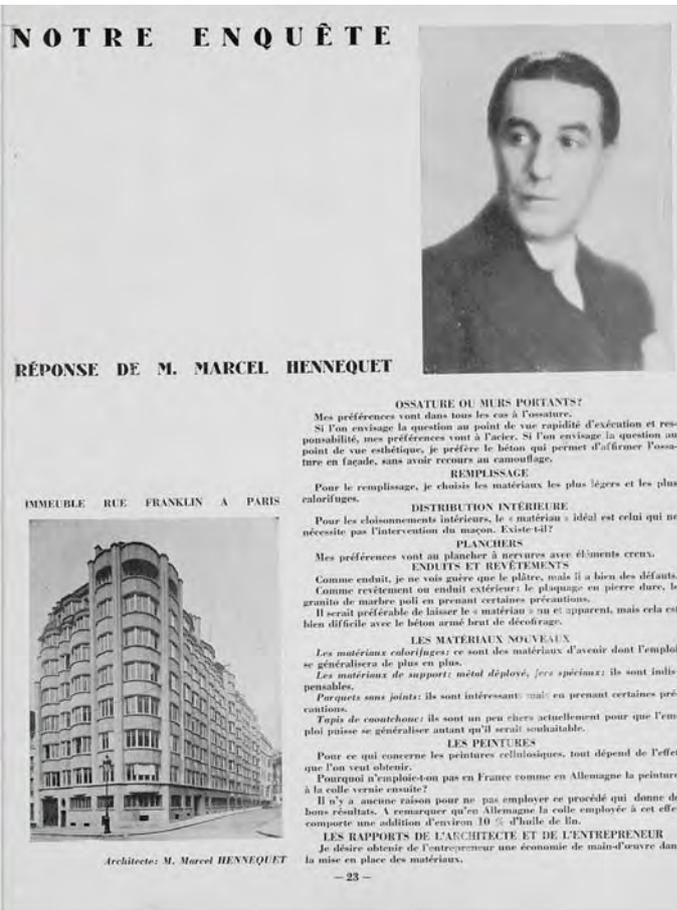 NOTRE ENQUÊTE
RÉPONSE DE M. MARCEL HENNEQUET
IMMEUBLE RUE FRANKLIN A PARIS
Architecte: M. Marcel HENNEQUET
OSSATURE OU MURS PORTANTS?
Mes préférences vont dans tous les cas à l'ossature.
Si l'on envisage la question au point de vue rapidité d'exécution et res-
ponsabilité, mes préférences vont à l'acier. Si l'on envisage la question au
point de vue esthétique, je préfère le béton qui permet d'affirmer l'ossa-
ture en façade, sans avoir recours au camouflage.
REMPLISSAGE
Pour le remplissage, je choisis les matériaux les plus légers et les plus
calorifuges.
DISTRIBUTION INTÉRIEURE
Pour les cloisonnements intérieurs, le « matériau » idéal est celui qui ne
nécessite pas l'intervention du maçon. Existe-t-il?
PLANCHERS
Mes préférences vont au plancher à nervures avec éléments creux.
ENDUITS ET REVÊTEMENTS
Comme enduit, je ne vois guère que le plâtre, mais il a bien des défauts.
Comme revêtement ou enduit extérieur: le plaquage en pierre dure, le
granito de marbre poli en prenant certaines précautions.
Il serait préférable de laisser le « matériau » nu et apparent, mais cela est
bien difficile avec le béton armé brut de décofrage.
LES MATÉRIAUX NOUVEAUX
Les matériaux calorifuges: ce sont des matériaux d'avenir dont l'emploi
se généralisera de plus en plus.
Les matériaux de support: métal déployé, fers spéciaux: ils sont indis-
pensables.
Parquets sans joints: ils sont intéressants mais en prenant certaines pré-
cautions.
Tapis de caoutchouc: ils sont un peu chers actuellement pour que l'em-
ploi puisse se généraliser autant qu'il serait souhaitable.
LES PEINTURES
Pour ce qui concerne les peintures cellulosiques, tout dépend de l'effet
que l'on veut obtenir.
Pourquoi n'emploie-t-on pas en France comme en Allemagne la peinture
à la colle vernie ensuite?
Il n'y a aucune raison pour ne pas employer ce procédé qui donne de
bons résultats. A remarquer qu'en Allemagne la colle employée à cet effe
comporte une addition d'environ 10 % d'huile de lin.
LES RAPPORTS DE L'ARCHITECTE ET DE L'ENTREPRENEUR
Je désire obtenir de l'entrepreneur une économie de main-d'œuvre dan
la mise en place des matériaux.
— 23 —